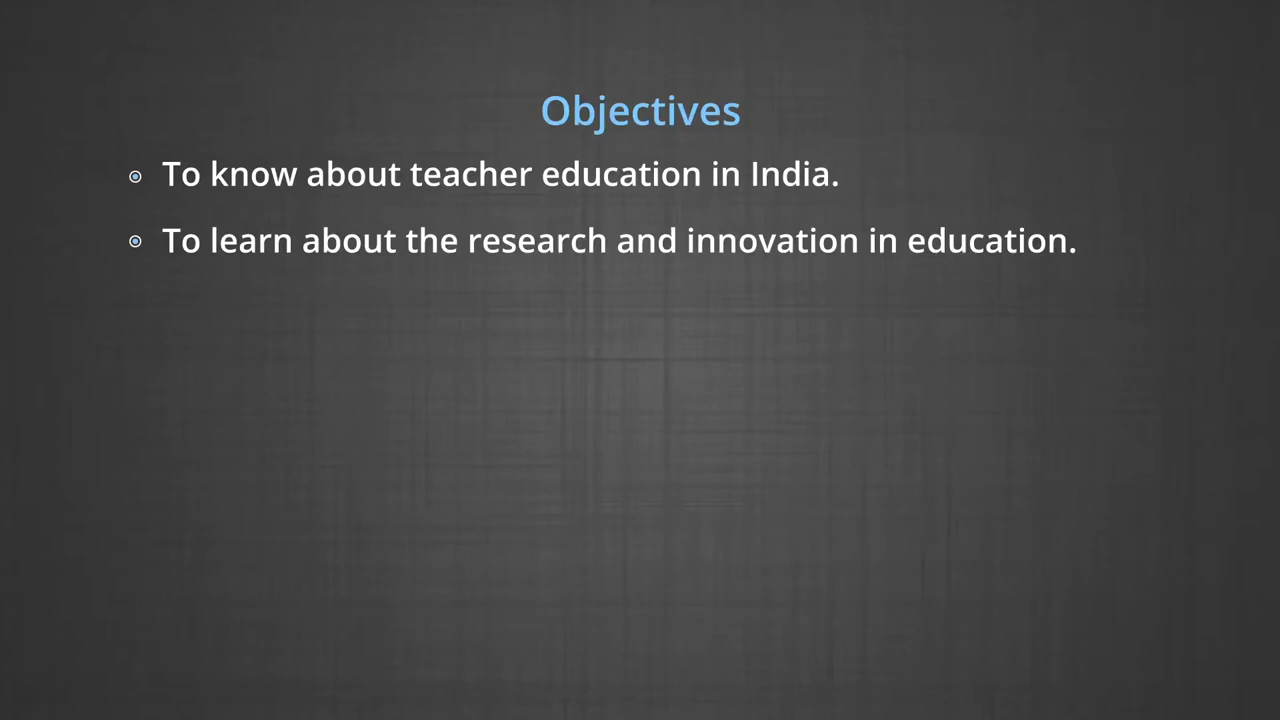 Objectives
To know about teacher education in India.
To learn about the research and innovation in education.